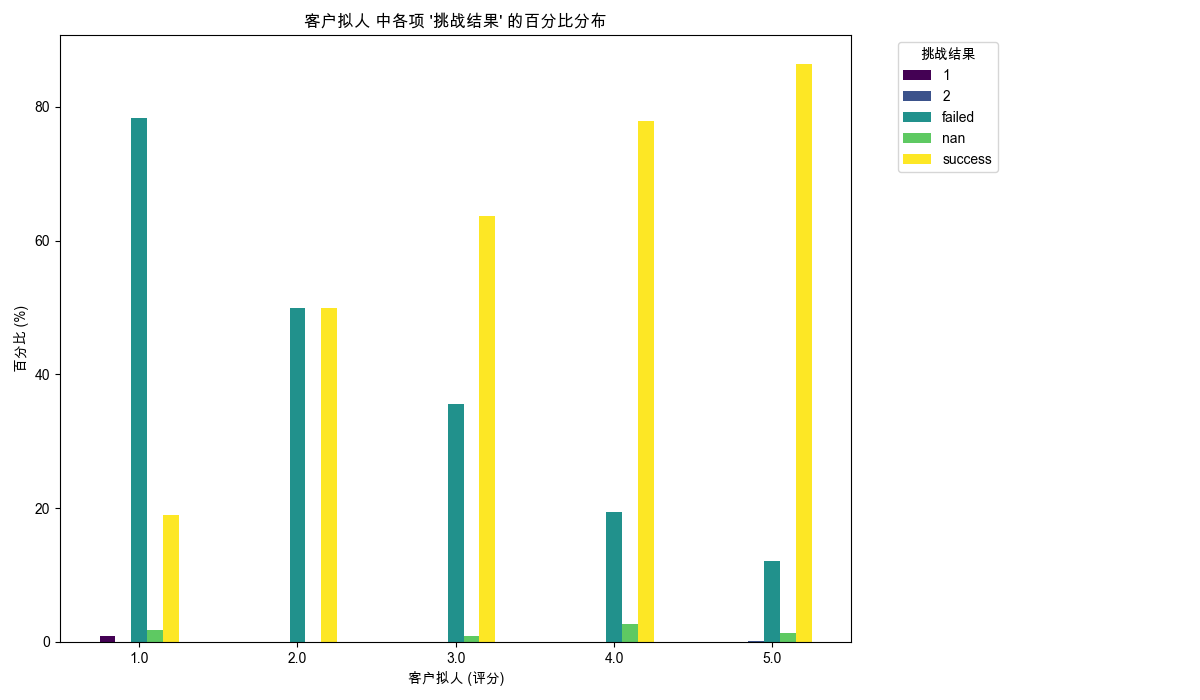 客户拟人 中各项 '挑战结果' 的百分比分布
挑战结果
1
2
failed
nan
success
百分比 (%)
80
60
40
20
0
1.0
2.0
3.0
4.0
5.0
客户拟人 (评分)